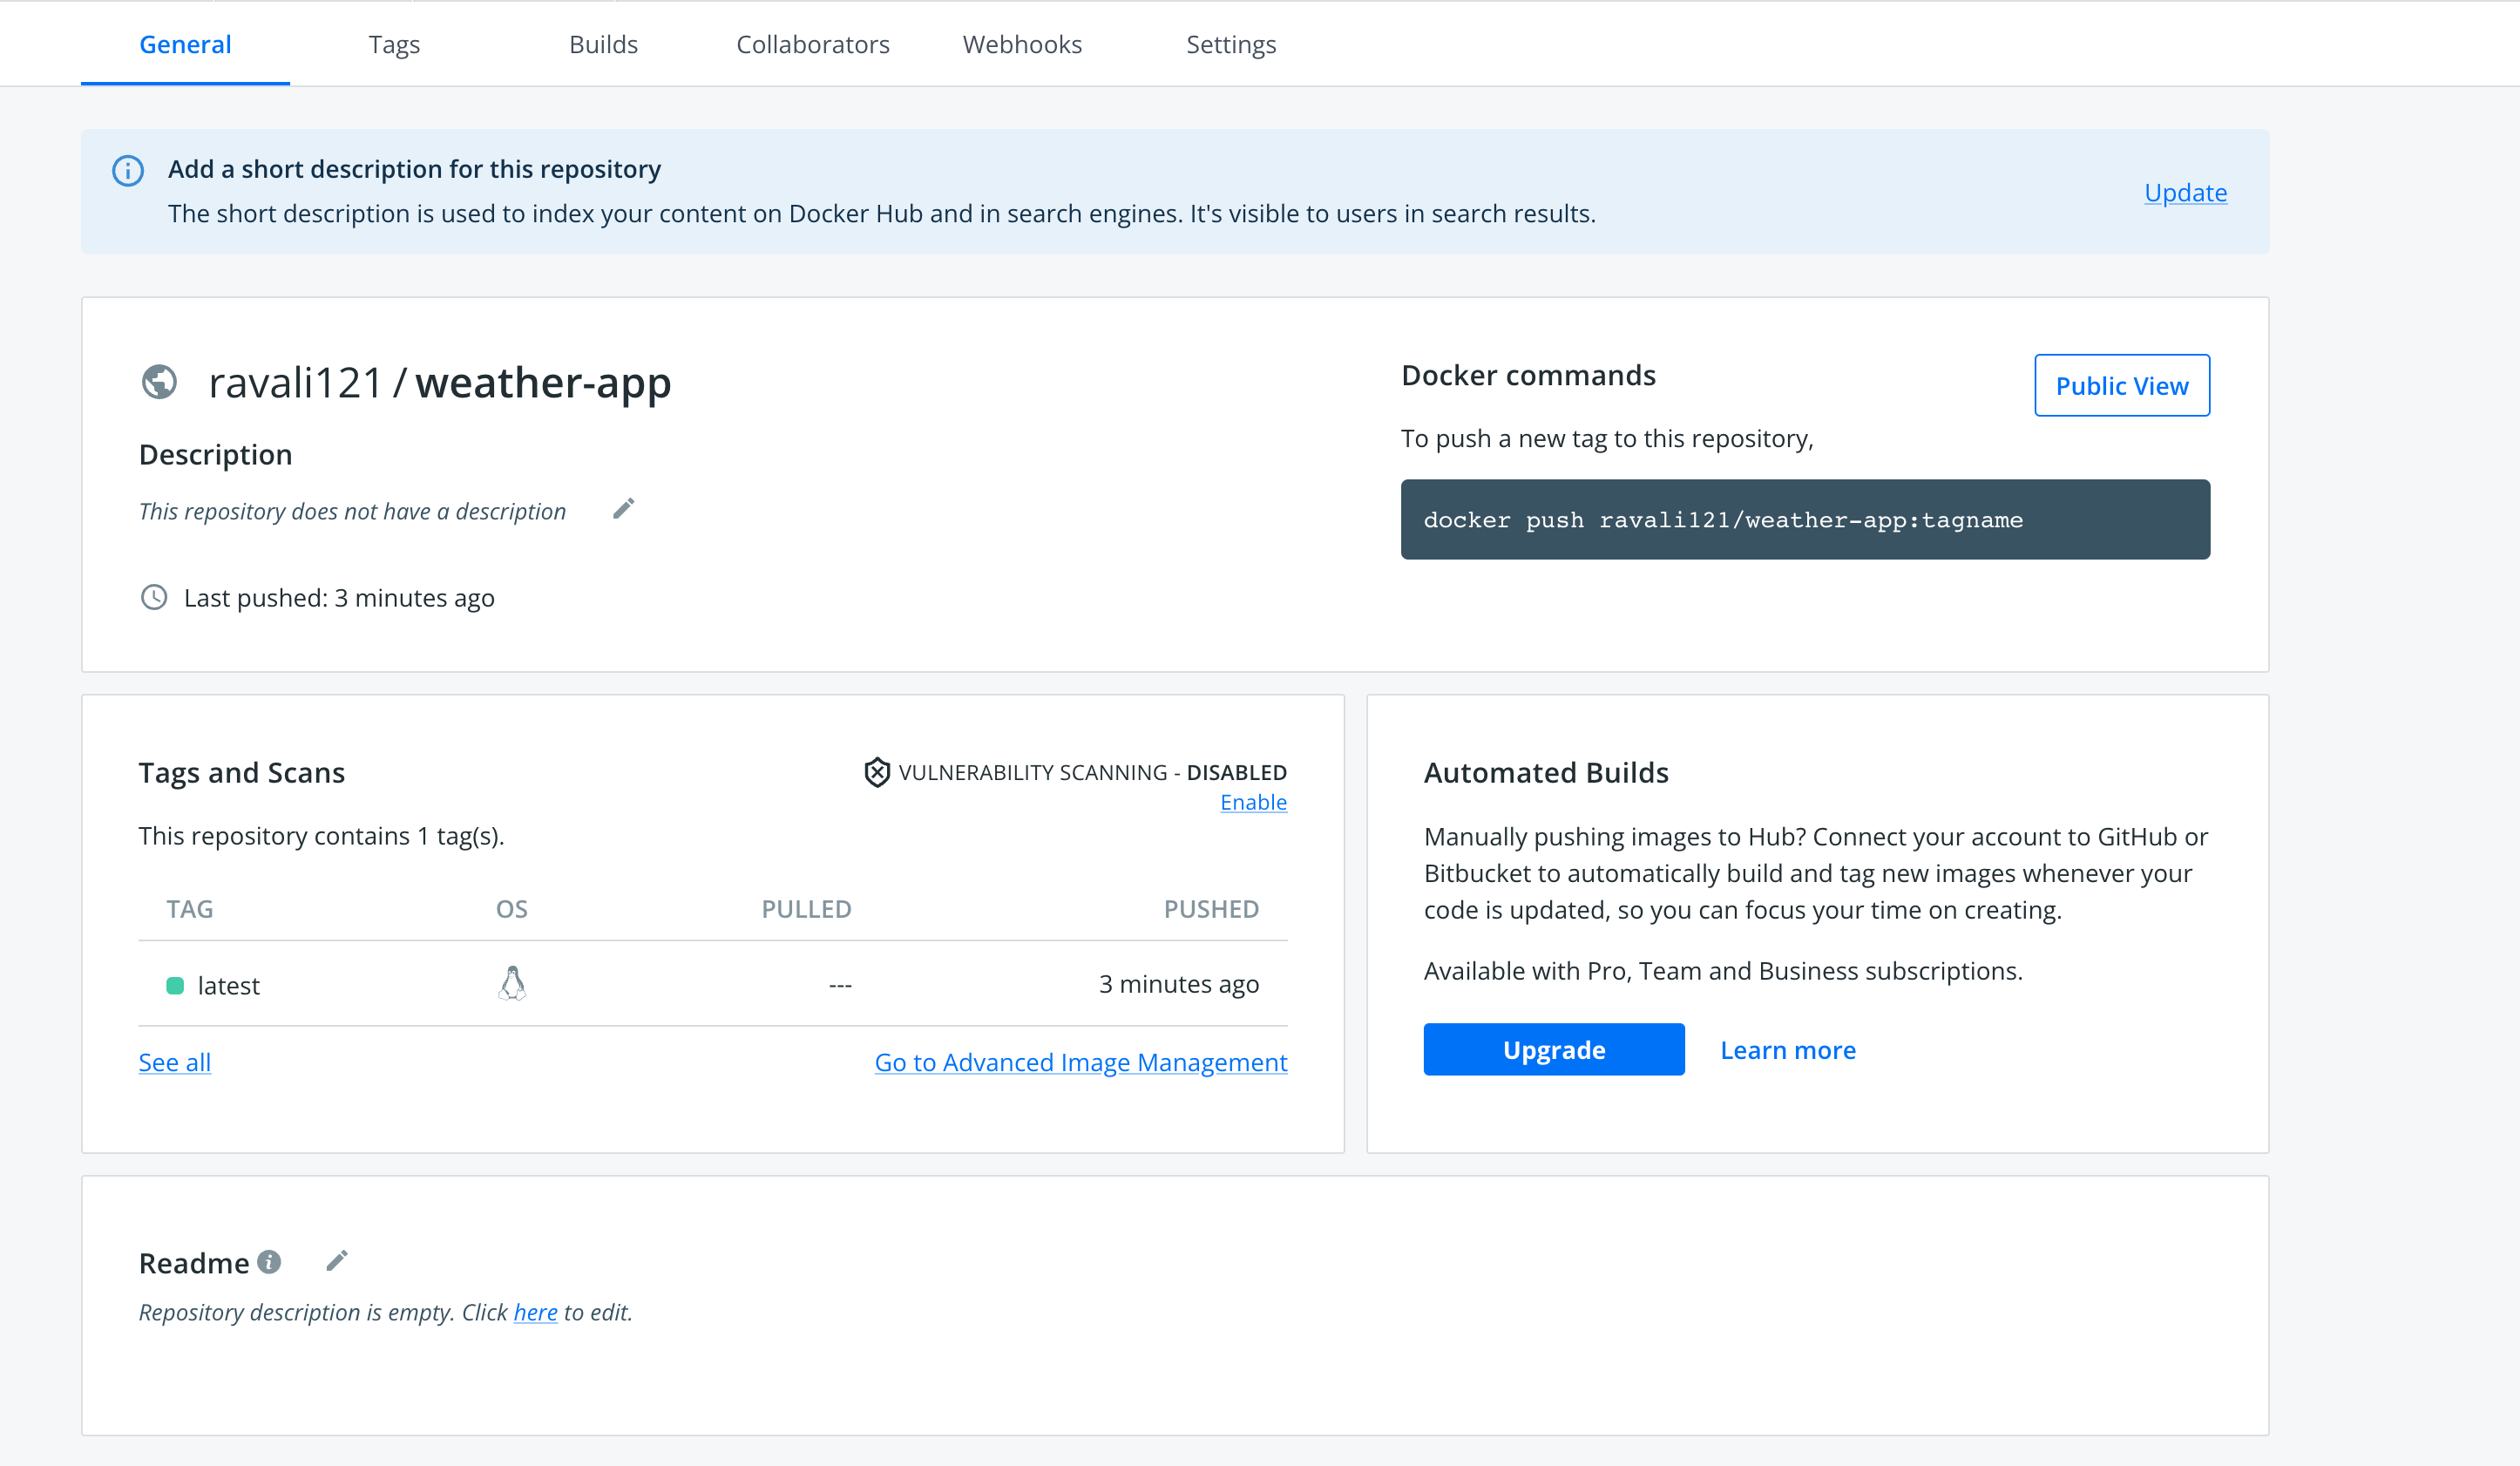 General Tags Builds Collaborators Webhooks Settings
Add a short description for this repository
The short description is used to index your content on Docker Hub and in search engines. It's visible to users in search results.
Update
ravali121 / weather-app
Description
This repository does not have a description
Last pushed: 3 minutes ago
Docker commands
Public View
To push a new tag to this repository,
docker push ravali121/weather-app:tagname
Tags and Scans
VULNERABILITY SCANNING - DISABLED
Enable
This repository contains 1 tag(s).
TAG OS PULLED PUSHED
latest --- 3 minutes ago
See all Go to Advanced Image Management
Automated Builds
Manually pushing images to Hub? Connect your account to GitHub or
Bitbucket to automatically build and tag new images whenever your
code is updated, so you can focus your time on creating.
Available with Pro, Team and Business subscriptions.
Upgrade Learn more
Readme
Repository description is empty. Click here to edit.